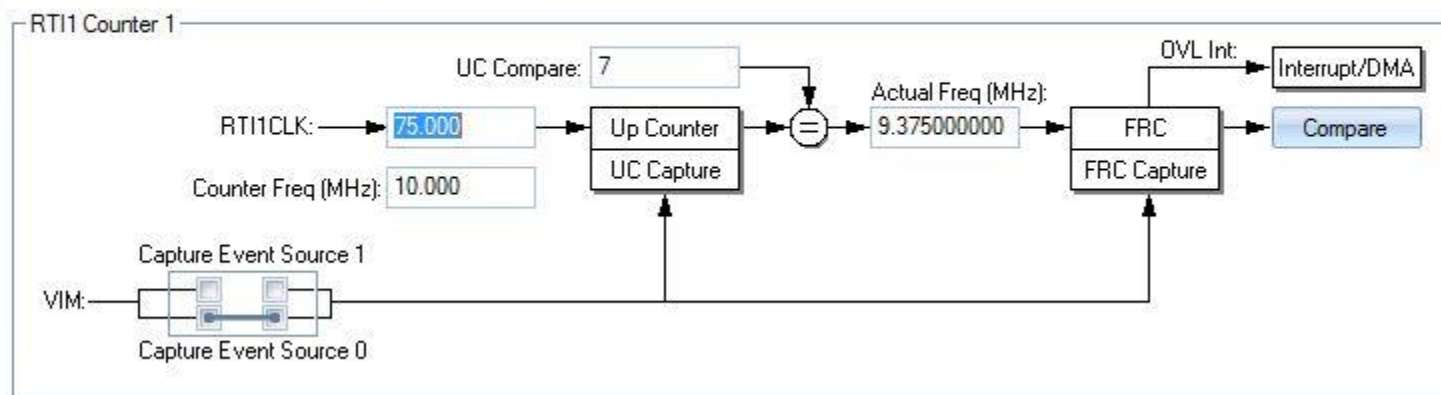 RTI1 Counter 1
OVL Int:
Interrupt/DMA
UC Compare: 7
Actual Freq (MHz):
RTI1CLK: 75.000
Up Counter
=
9.375000000
FRC
Compare
Counter Freq (MHz): 10.000
UC Capture
FRC Capture
Capture Event Source 1
VIM:
Capture Event Source 0